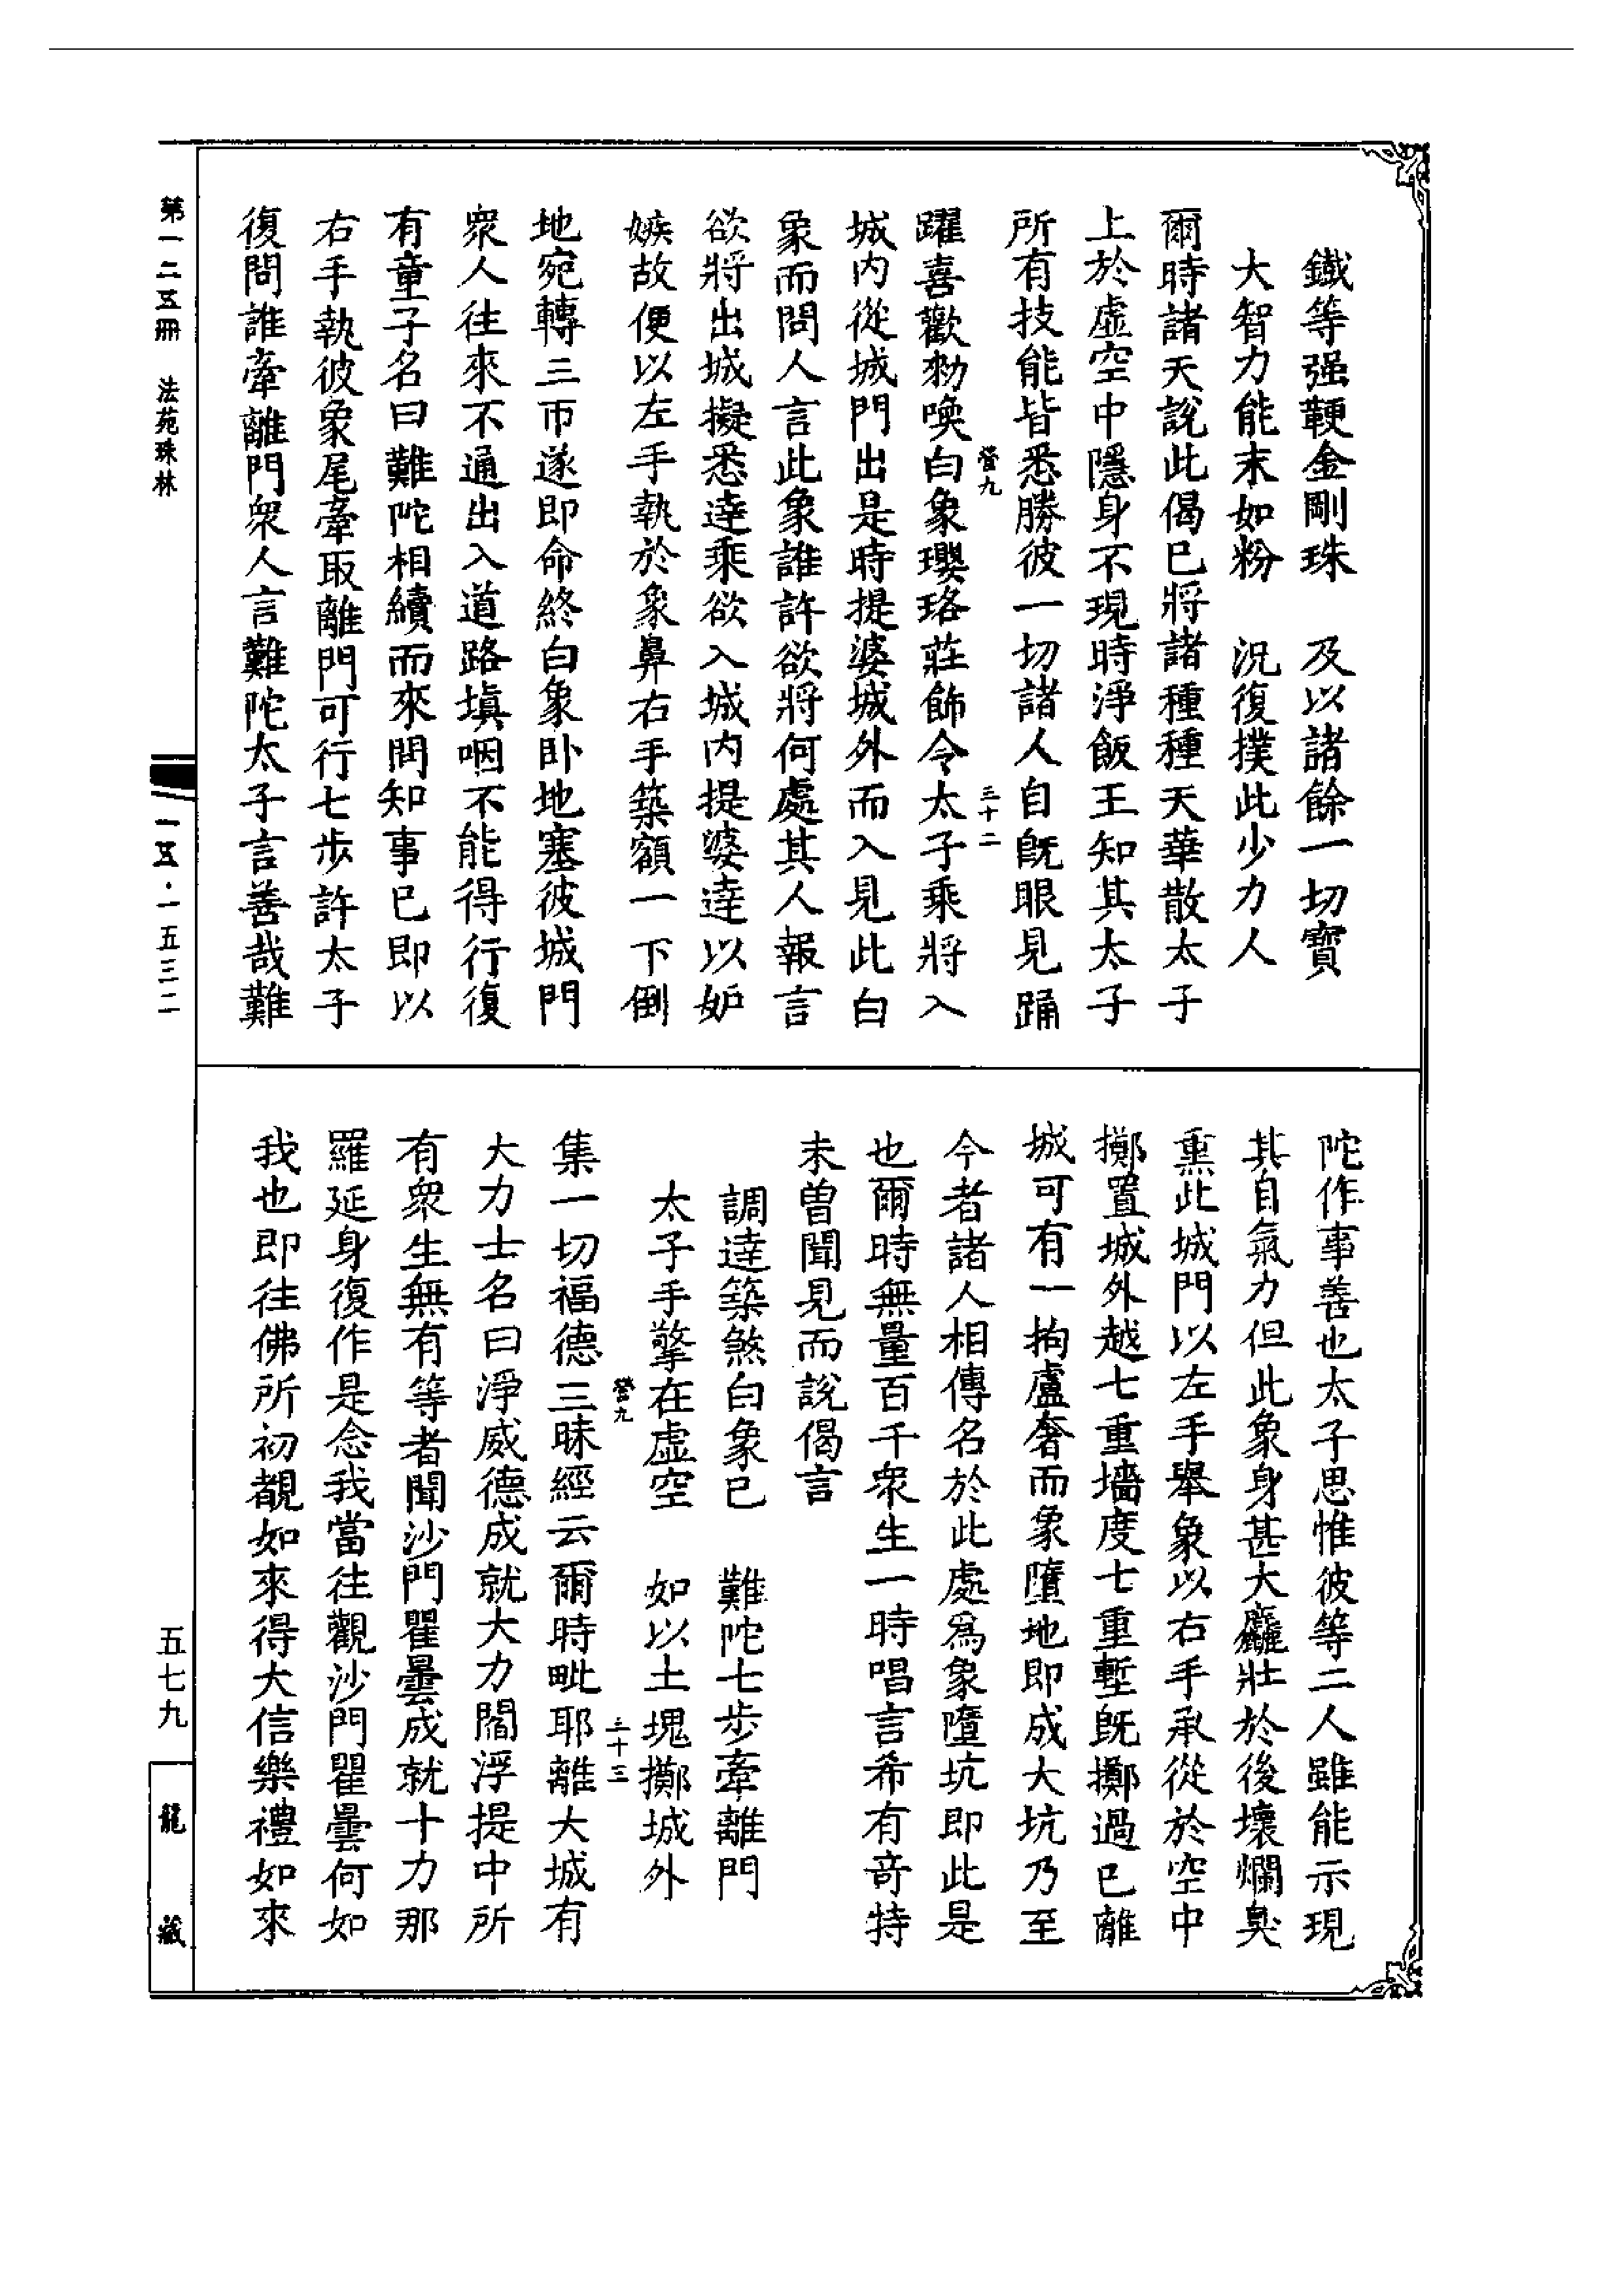 鐵等强鞕金剛珠　及以諸餘一切寶
大智力能末如粉　況復撲此少力人
爾時諸天說此偈已將諸種種天華散太子
上於虛空中隱身不現時淨飯王知其太子
所有技能皆悉勝彼一切諸人自旣眼見踊
營九　三十二
躍喜歡勑喚白象瓔珞莊飾令太子乘將入
城內從城門出是時提婆城外而入見此白
象而問人言此象誰許欲將何處其人報言
欲將出城擬悉達乘欲入城內提婆達以妒
嫉故便以左手執於象鼻右手築額一下倒
地宛轉三帀遂即命終白象卧地塞彼城門
衆人往來不通出入道路塡咽不能得行復
有童子名曰難陀相續而來問知事已即以
右手執彼象尾牽取離門可行七步許太子
復問誰牽離門衆人言難陀太子言善哉難
陀作事善也太子思惟彼等二人雖能示現
其自氣力但此象身甚大麤壯於後壞爛臭
熏此城門以左手舉象以右手承從於空中
擲置城外越七重墻度七重塹旣擲過已離
城可有一拘盧奢而象墮地即成大坑乃至
今者諸人相傳名於此處爲象墮坑即此是
也爾時無量百千衆生一時唱言希有奇特
未曾聞見而說偈言
調達築煞白象已　難陀七步牽離門
太子手擎在虛空　如以土塊擲城外
營九　三十三
集一切福德三昧經云爾時毗耶離大城有
大力士名曰淨威德成就大力閻浮提中所
有衆生無有等者聞沙門瞿曇成就十力那
羅延身復作是念我當往觀沙門瞿曇何如
我也即往佛所初覩如來得大信樂禮如來
第一二五冊　法苑珠林
一五·一五三二
五七九
龍藏